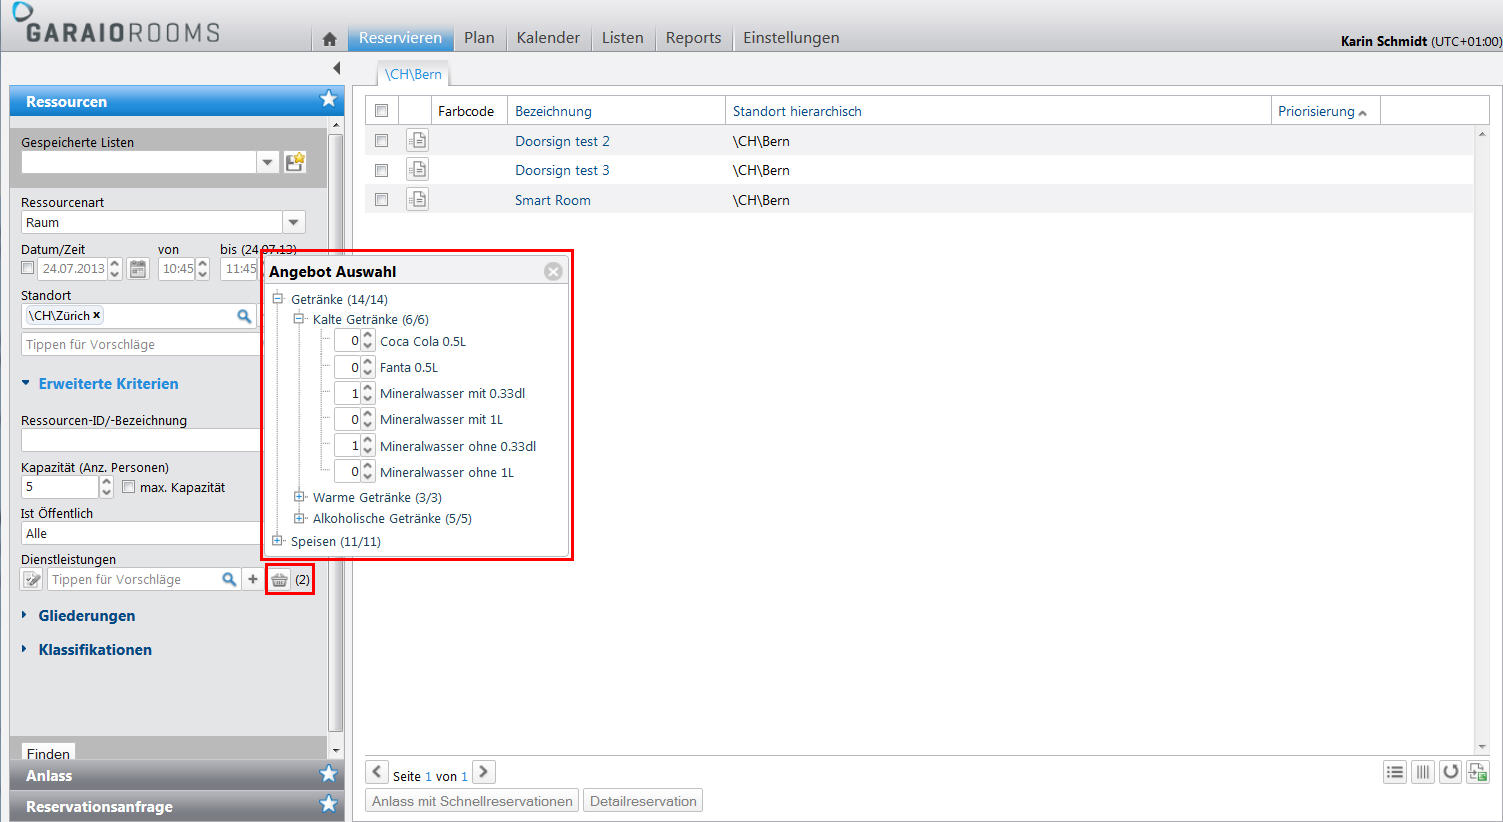 GARAIOROOMS
Reservieren Plan Kalender Listen Reports Einstellungen
Karin Schmidt (UTC+01:00)
Ressourcen
Gespeicherte Listen
Ressourcenart
Raum
Datum/Zeit von bis (24.07.13)
24.07.2013 10:45 11:45
Standort
\CH\Zürich x
Tippen für Vorschläge
Erweiterte Kriterien
Ressourcen-ID/-Bezeichnung
Kapazität (Anz. Personen)
5 max. Kapazität
Ist Öffentlich
Alle
Dienstleistungen
Tippen für Vorschläge + (2)
Gliederungen
Klassifikationen
Finden
Anlass
Reservationsanfrage
Angebot Auswahl
Getränke (14/14)
Kalte Getränke (6/6)
0 Coca Cola 0.5L
0 Fanta 0.5L
1 Mineralwasser mit 0.33dl
0 Mineralwasser mit 1L
1 Mineralwasser ohne 0.33dl
0 Mineralwasser ohne 1L
Warme Getränke (3/3)
Alkoholische Getränke (5/5)
Speisen (11/11)
\CH\Bern
Farbcode Bezeichnung Standort hierarchisch Priorisierung
Doorsign test 2 \CH\Bern
Doorsign test 3 \CH\Bern
Smart Room \CH\Bern
Seite 1 von 1
Anlass mit Schnellreservationen Detailreservation